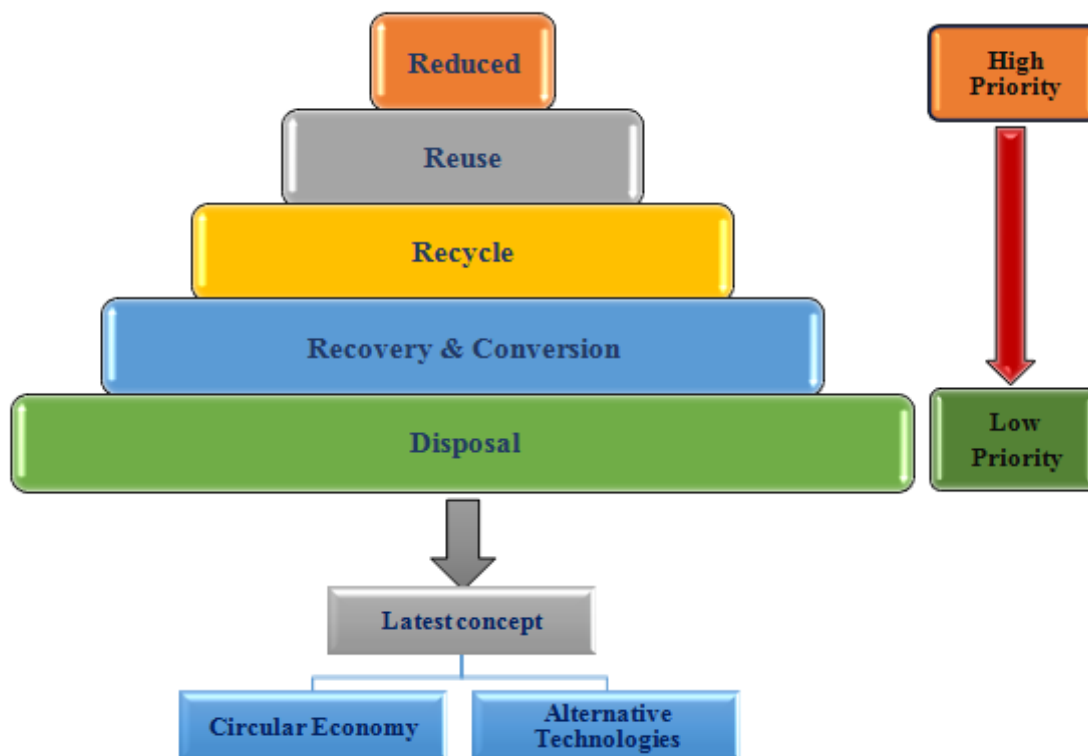 Reduced
High
Priority
Reuse
Recycle
Recovery & Conversion
Disposal
Low
Priority
Latest concept
Circular Economy
Alternative
Technologies